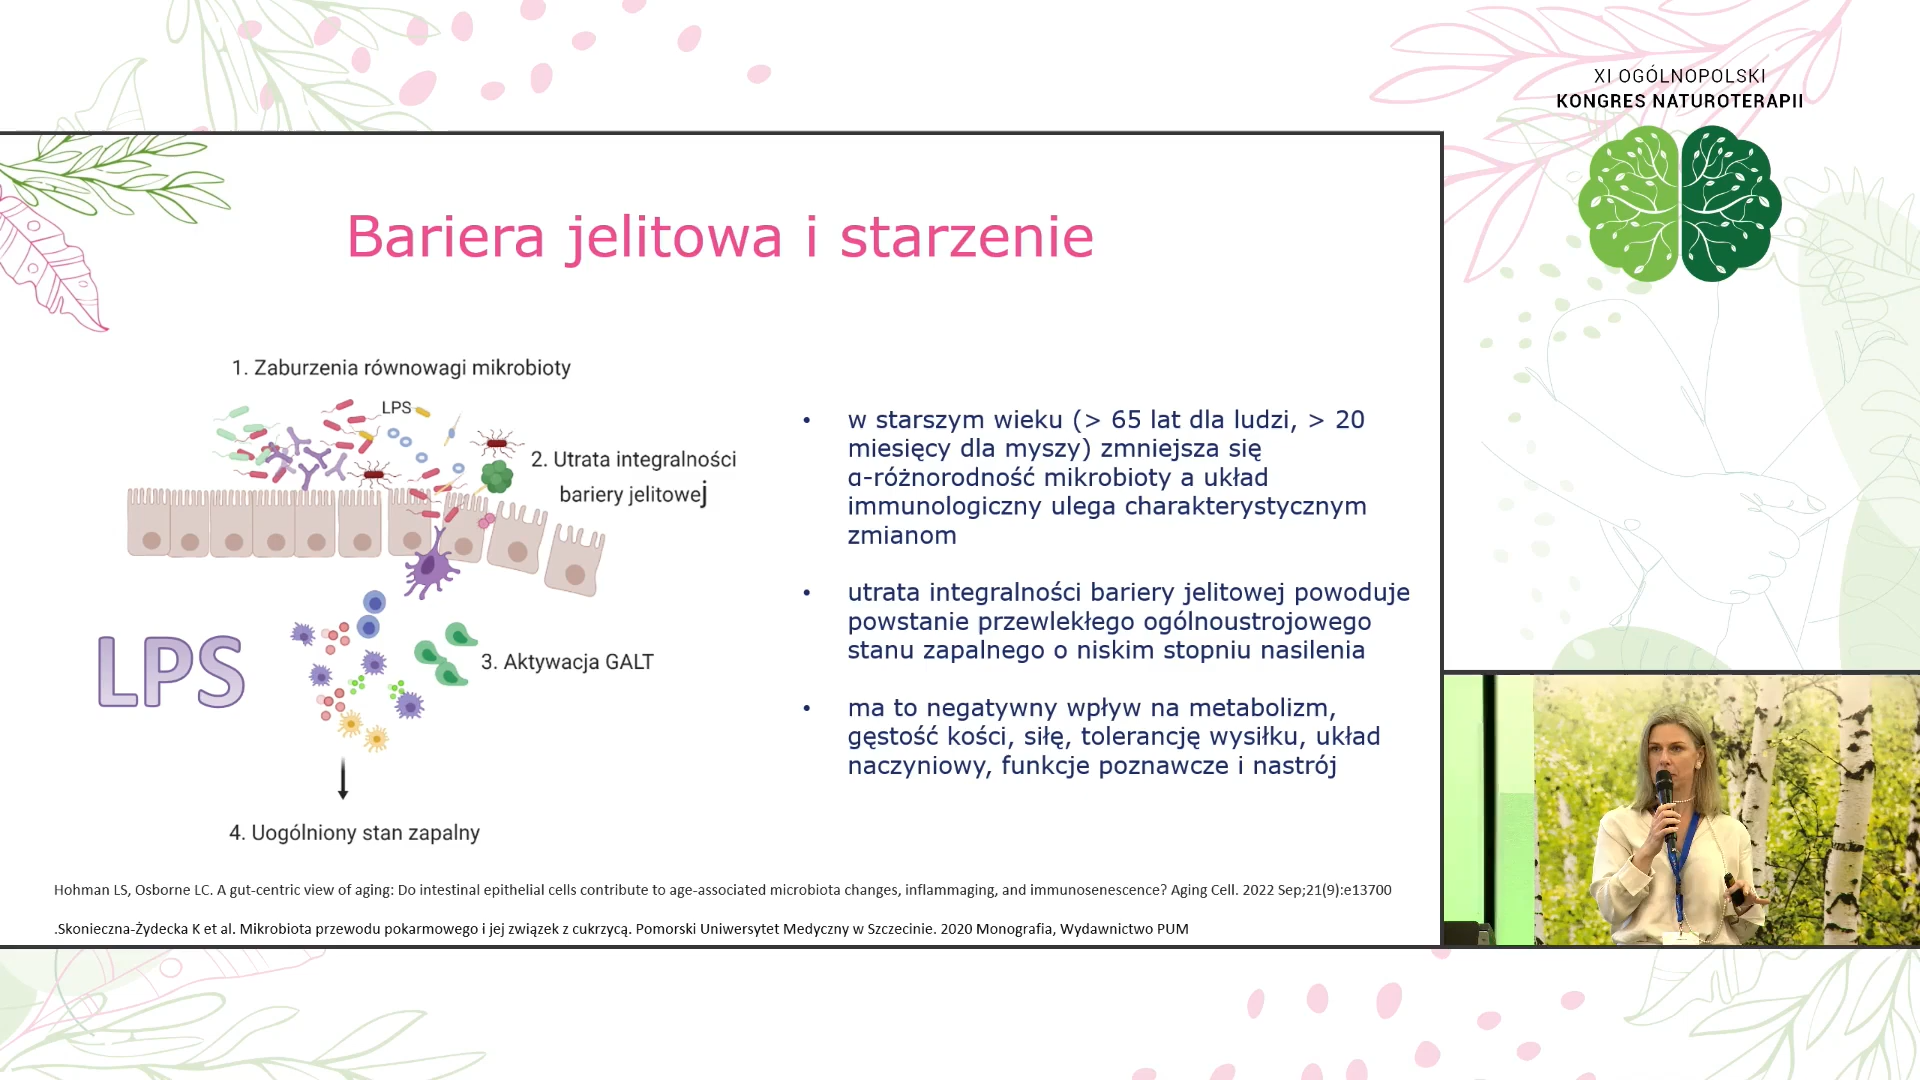 XI OGÓLNOPOLSKI
KONGRES NATUROTERAPII
Bariera jelitowa i starzenie
1. Zaburzenia równowagi mikrobioty
LPS
2. Utrata integralności
bariery jelitowej
LPS
3. Aktywacja GALT
4. Uogólniony stan zapalny
• w starszym wieku (> 65 lat dla ludzi, > 20
miesięcy dla myszy) zmniejsza się
α-różnorodność mikrobioty a układ
immunologiczny ulega charakterystycznym
zmianom
• utrata integralności bariery jelitowej powoduje
powstanie przewlekłego ogólnoustrojowego
stanu zapalnego o niskim stopniu nasilenia
• ma to negatywny wpływ na metabolizm,
gęstość kości, siłę, tolerancję wysiłku, układ
naczyniowy, funkcje poznawcze i nastrój
Hohman LS, Osborne LC. A gut-centric view of aging: Do intestinal epithelial cells contribute to age-associated microbiota changes, inflammaging, and immunosenescence? Aging Cell. 2022 Sep;21(9):e13700
.Skonieczna-Żydecka K et al. Mikrobiota przewodu pokarmowego i jej związek z cukrzycą. Pomorski Uniwersytet Medyczny w Szczecinie. 2020 Monografia, Wydawnictwo PUM